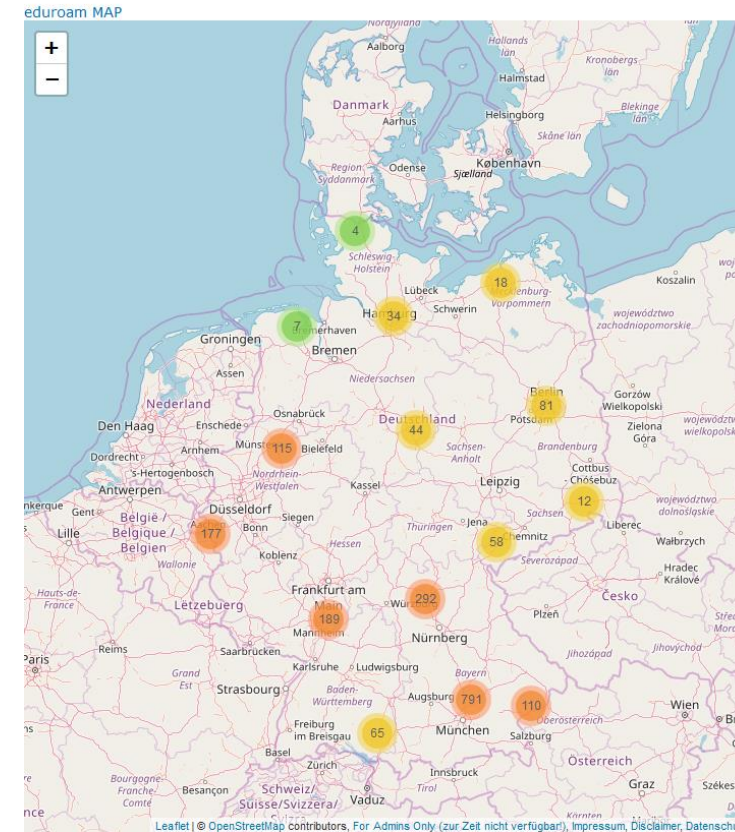 eduroam MAP
Nordjylland
Aalborg
+
−
Hollands
län
Kronobergs
län
Halmstad
Danmark
Aarhus
Helsingborg
Blekinge
län
Skåne län
Region
Syddanmark
Odense
København
Sjælland
4
Schleswig
Holstein
18
Mecklenburg-
Vorpommern
Koszalin
Lübeck
Schwerin
34
województwo
zachodniopomorskie
7
Bremerhaven
Groningen
Bremen
Assen
Niedersachsen
Nederland
Berlin
81
Potsdam
Gorzów
Wielkopolski
Den Haag
Enschede
Osnabrück
Deutschland
44
Zielona
Góra
Dordrecht
Arnhem
115
Bielefeld
Sachsen-
Anhalt
Brandenburg
's-Hertogenbosch
Nordrhein-
Westfalen
Kassel
Leipzig
Cottbus
- Chóśebuz
Antwerpen
12
Gent
Düsseldorf
Sachsen
województwo
dolnośląskie
België /
Belgique /
Belgien
177
Bonn
Siegen
Jena
58
Chemnitz
Liberec
Lille
Hessen
Thüringen
Wałbrzych
Wallonie
Koblenz
Severozápad
Hradec
Králové
Hauts-de-
France
Lëtzebuerg
Frankfurt am
Main
292
Česko
189
Mannheim
Plzeň
Nürnberg
Paris
Reims
Saarbrücken
Jihozápad
Jihovýchod
Grand
Est
Karlsruhe
Ludwigsburg
Bayern
Strasbourg
Baden-
Württemberg
Augsburg
791
110
Wien
Oberösterreich
Freiburg
im Breisgau
65
München
Salzburg
Basel
Zürich
Innsbruck
Österreich
Bourgogne
Franche-
Comté
Besançon
Schweiz/
Suisse/Svizzera/
Svizra
Vaduz
Tirol
Graz
Kärnten
Leaflet | © OpenStreetMap contributors, For Admins Only (zur Zeit nicht verfügbar!), Impressum, Disclaimer, Datensch